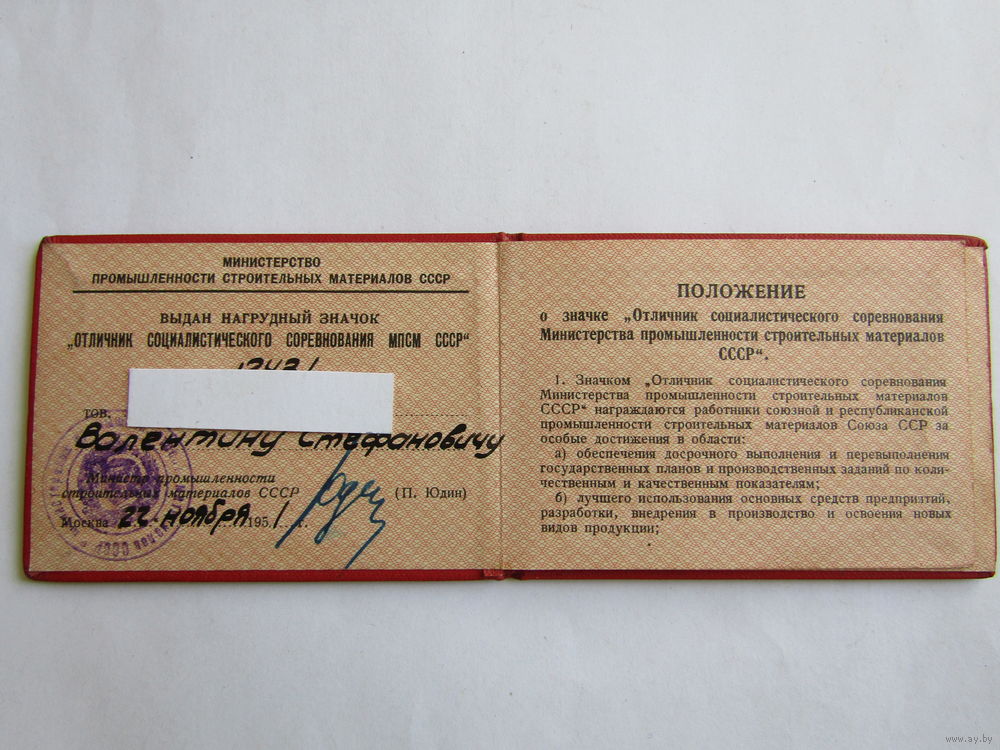 МИНИСТЕРСТВО
ПРОМЫШЛЕННОСТИ СТРОИТЕЛЬНЫХ МАТЕРИАЛОВ СССР
ВЫДАН НАГРУДНЫЙ ЗНАЧОК
„ОТЛИЧНИК СОЦИАЛИСТИЧЕСКОГО СОРЕВНОВАНИЯ МПСМ СССР“
тов.
Валентину Стефановичу
Министр промышленности
строительных материалов СССР (П. Юдин)
Москва 22 ноября 1951 г.
ПОЛОЖЕНИЕ
о значке „Отличник социалистического соревнования
Министерства промышленности строительных материалов
СССР“.
1. Значком „Отличник социалистического соревнования
Министерства промышленности строительных материалов
СССР“ награждаются работники союзной и республиканской
промышленности строительных материалов Союза ССР за
особые достижения в области:
а) обеспечения досрочного выполнения и перевыполнения
государственных планов и производственных заданий по коли-
чественным и качественным показателям;
б) лучшего использования основных средств предприятий,
разработки, внедрения в производство и освоения новых
видов продукции;
www.ay.by